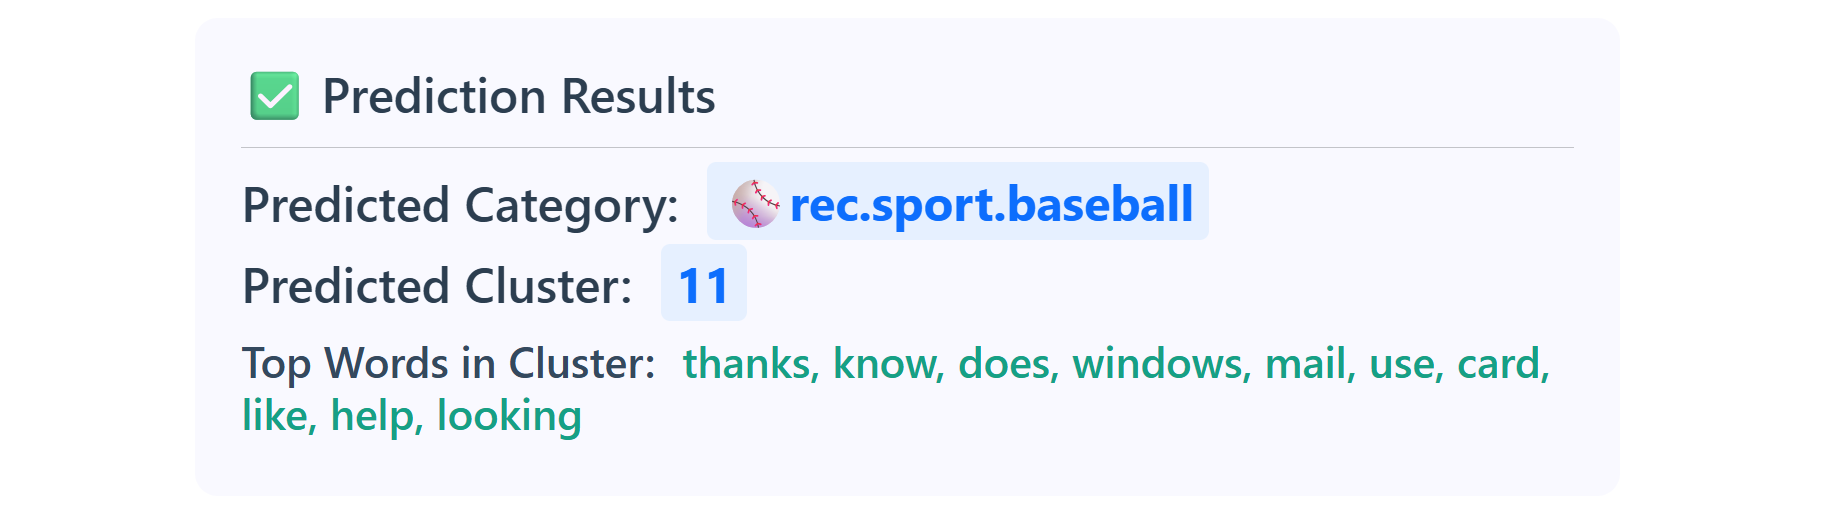 ✅ Prediction Results
Predicted Category: ⚾ rec.sport.baseball
Predicted Cluster: 11
Top Words in Cluster: thanks, know, does, windows, mail, use, card,
like, help, looking